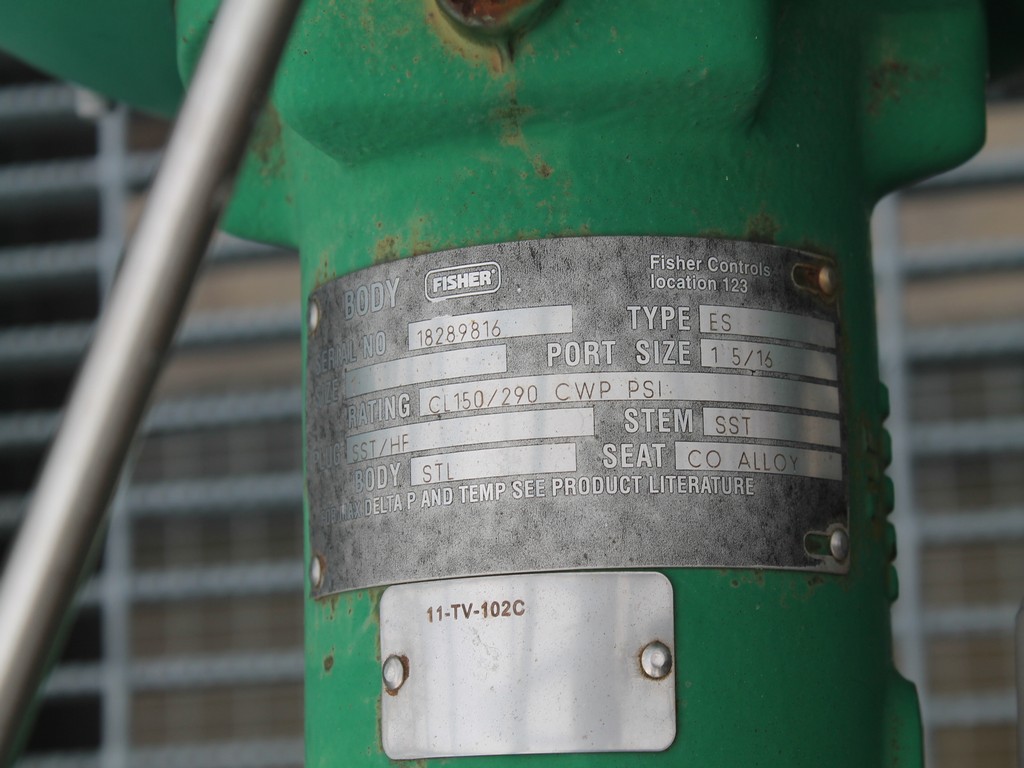 BODY FISHER Fisher Controls
location 123
SERIAL NO 18289816 TYPE ES
PORT SIZE 1 5/16
RATING CL150/290 CWP PSI
SST/HF STEM SST
BODY STL SEAT CO ALLOY
MAX DELTA P AND TEMP SEE PRODUCT LITERATURE
11-TV-102C